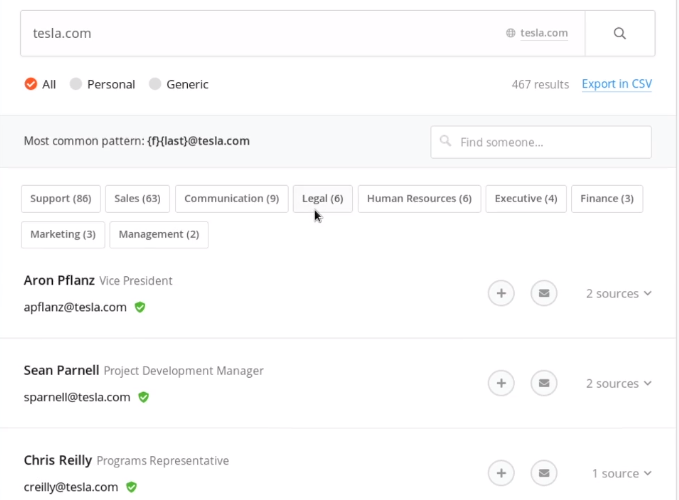 tesla.com tesla.com
All Personal Generic 467 results Export in CSV
Most common pattern: {f}{last}@tesla.com Find someone...
Support (86) Sales (63) Communication (9) Legal (6) Human Resources (6) Executive (4) Finance (3)
Marketing (3) Management (2)
Aron Pflanz Vice President
apflanz@tesla.com 2 sources
Sean Parnell Project Development Manager
sparnell@tesla.com 2 sources
Chris Reilly Programs Representative
creilly@tesla.com 1 source